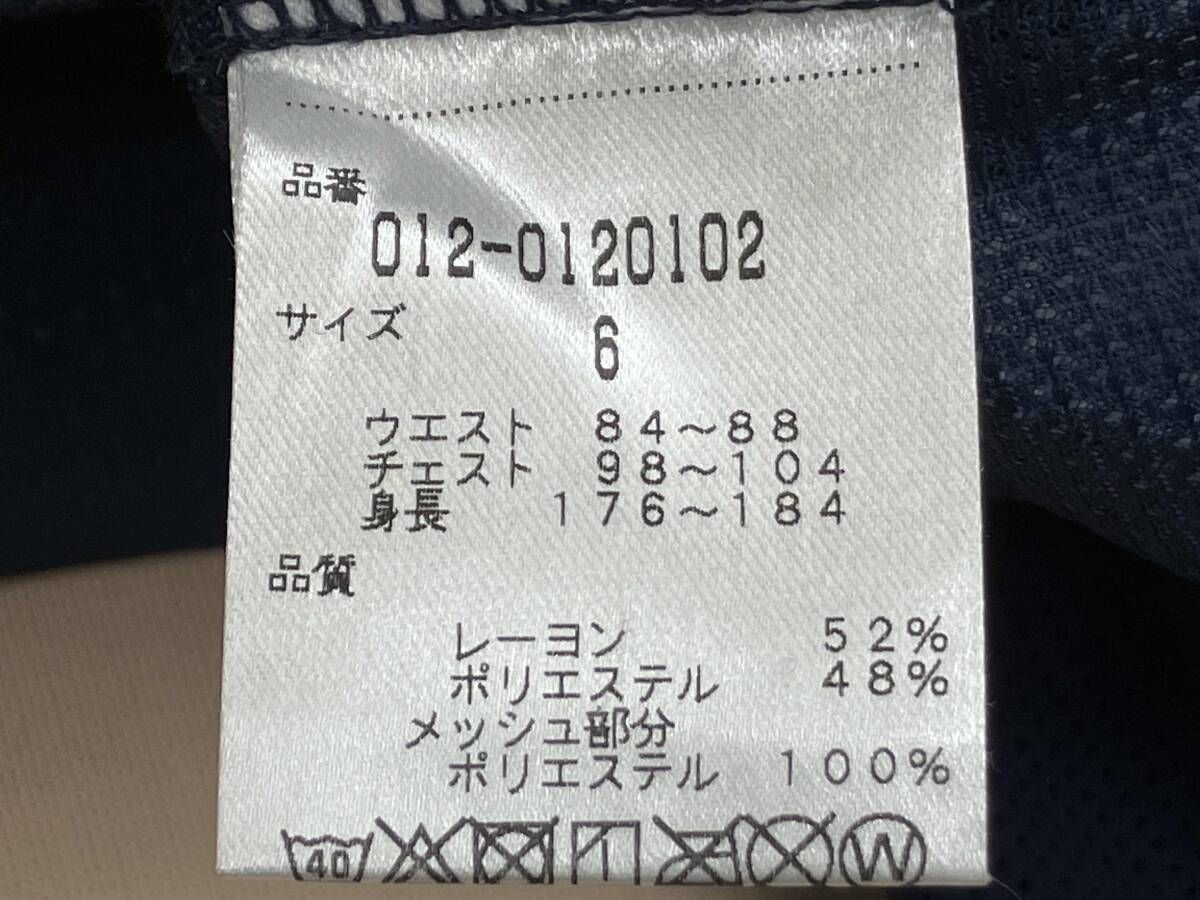 品番
012-0120102
サイズ
6
ウエスト 84～88
チェスト 98～104
身長 176～184
品質
レーヨン 52%
ポリエステル 48%
メッシュ部分
ポリエステル 100%
40 W